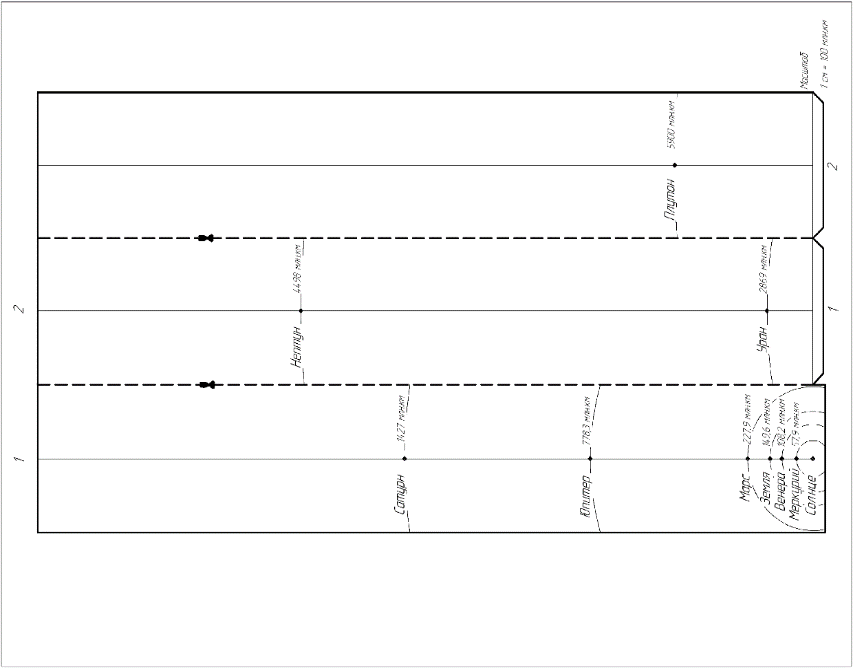 1
2
Сатурн 1427 млн.км
Юпитер 778,3 млн.км
Марс 227,9 млн.км
Земля 149,6 млн.км
Венера 108,2 млн.км
Меркурий 57,9 млн.км
Солнце
Нептун 4498 млн.км
Уран 2869 млн.км
1
Плутон 5900 млн.км
2
Масштаб
1 см = 100 млн.км